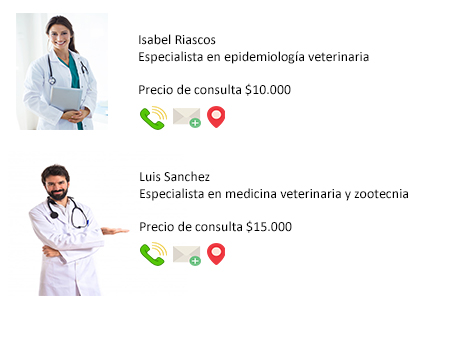 Isabel Riascos
Especialista en epidemiología veterinaria
Precio de consulta $10.000
Luis Sanchez
Especialista en medicina veterinaria y zootecnia
Precio de consulta $15.000